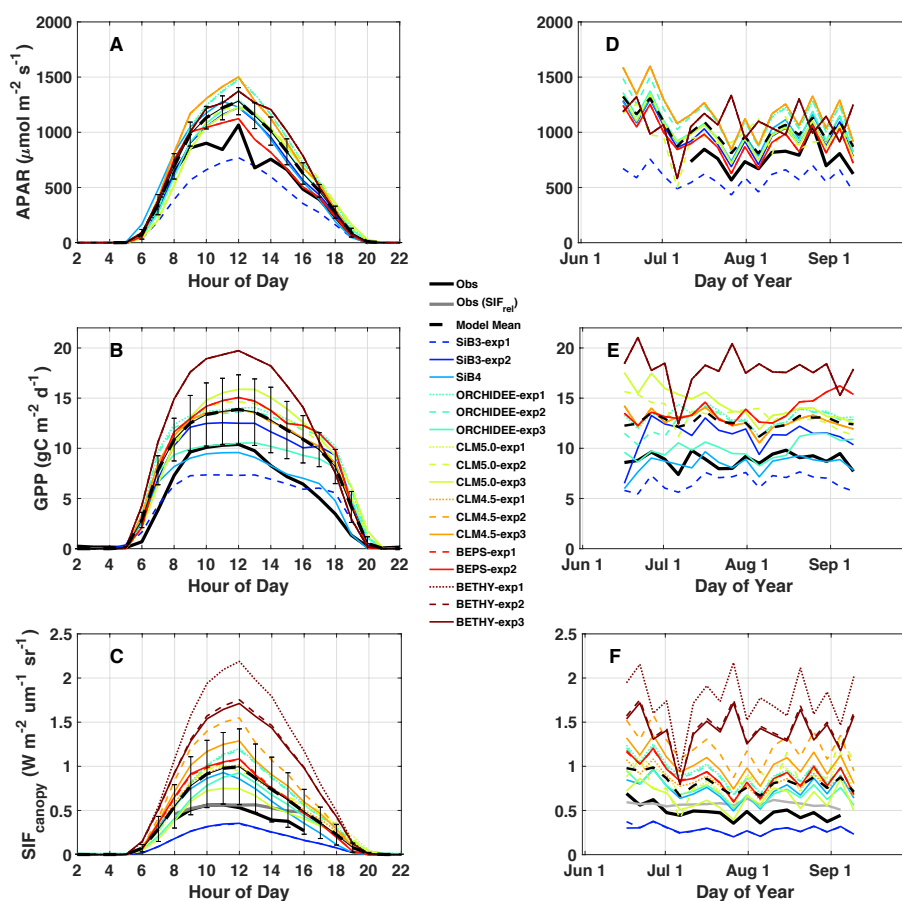 A
APAR (μmol m⁻² s⁻¹)
2000
1500
1000
500
0
2 4 6 8 10 12 14 16 18 20 22
Hour of Day
D
2000
1500
1000
500
0
Jun 1 Jul 1 Aug 1 Sep 1
Day of Year
B
GPP (gC m⁻² d⁻¹)
20
15
10
5
0
2 4 6 8 10 12 14 16 18 20 22
Hour of Day
Obs
Obs (SIF_rel)
Model Mean
SiB3-exp1
SiB3-exp2
SiB4
ORCHIDEE-exp1
ORCHIDEE-exp2
ORCHIDEE-exp3
CLM5.0-exp1
CLM5.0-exp2
CLM5.0-exp3
CLM4.5-exp1
CLM4.5-exp2
CLM4.5-exp3
BEPS-exp1
BEPS-exp2
BETHY-exp1
BETHY-exp2
BETHY-exp3
E
20
15
10
5
0
Jun 1 Jul 1 Aug 1 Sep 1
Day of Year
C
SIF_canopy (W m⁻² um⁻¹ sr⁻¹)
2.5
2
1.5
1
0.5
0
2 4 6 8 10 12 14 16 18 20 22
Hour of Day
F
2.5
2
1.5
1
0.5
0
Jun 1 Jul 1 Aug 1 Sep 1
Day of Year